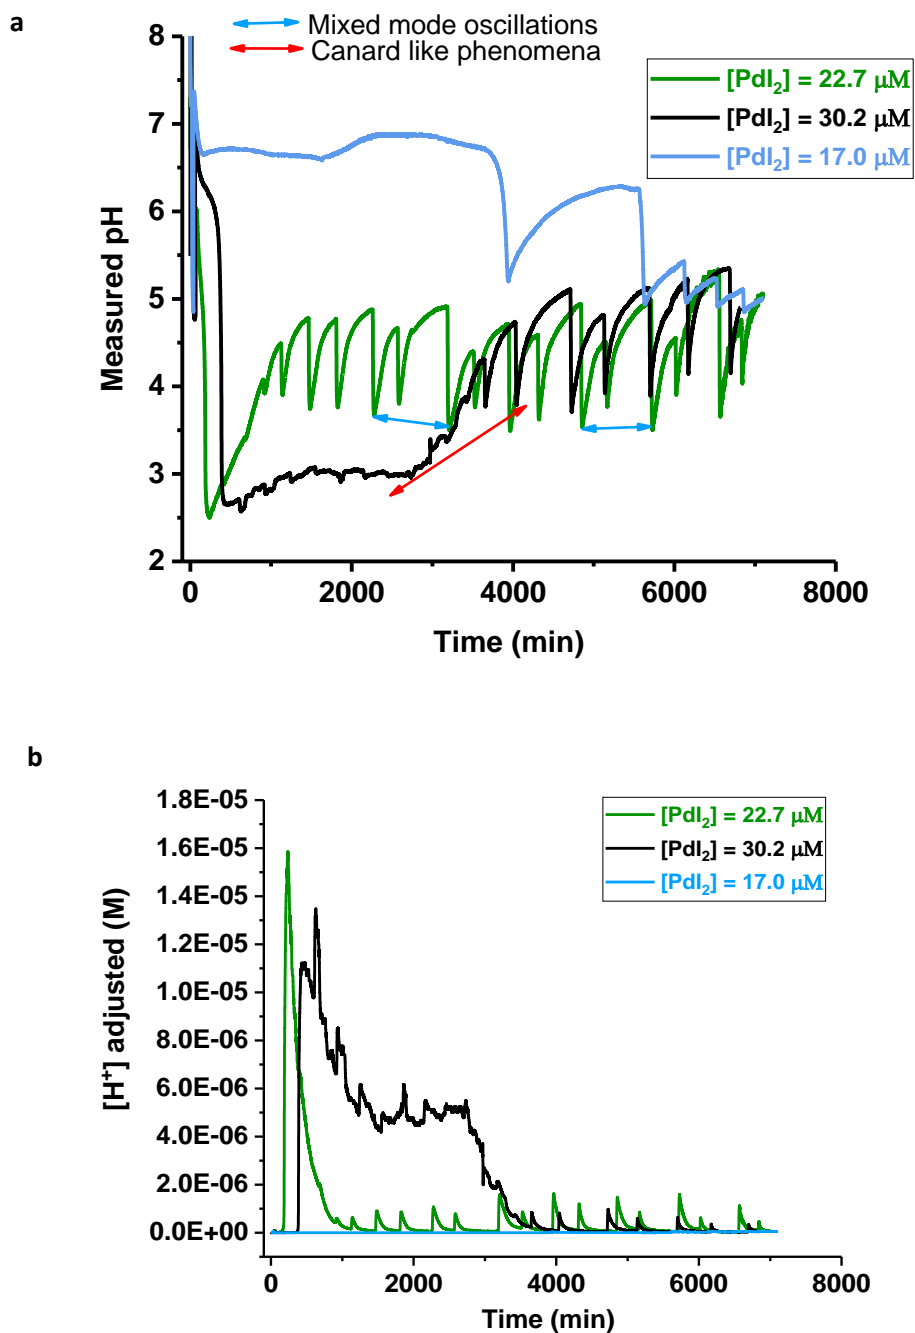 a
Mixed mode oscillations
Canard like phenomena
[PdI₂] = 22.7 μM
[PdI₂] = 30.2 μM
[PdI₂] = 17.0 μM
8
7
6
5
4
3
2
Measured pH
0 2000 4000 6000 8000
Time (min)
b
[PdI₂] = 22.7 μM
[PdI₂] = 30.2 μM
[PdI₂] = 17.0 μM
1.8E-05
1.6E-05
1.4E-05
1.2E-05
1.0E-05
8.0E-06
6.0E-06
4.0E-06
2.0E-06
0.0E+00
[H⁺] adjusted (M)
0 2000 4000 6000 8000
Time (min)